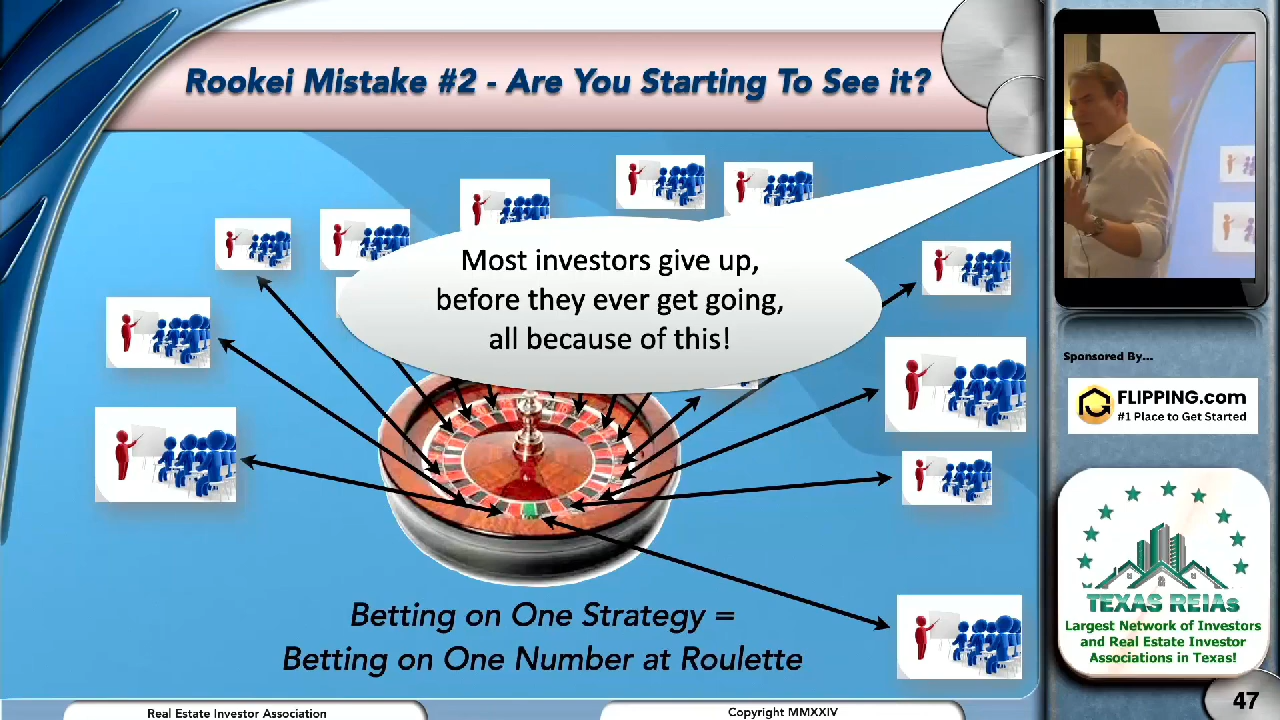 Rookei Mistake #2 - Are You Starting To See it?
Most investors give up,
before they ever get going,
all because of this!
Betting on One Strategy =
Betting on One Number at Roulette
Sponsored By...
FLIPPING.com
#1 Place to Get Started
TEXAS REIAs
Largest Network of Investors
and Real Estate Investor
Associations in Texas!
Real Estate Investor Association
Copyright MMXXIV
47